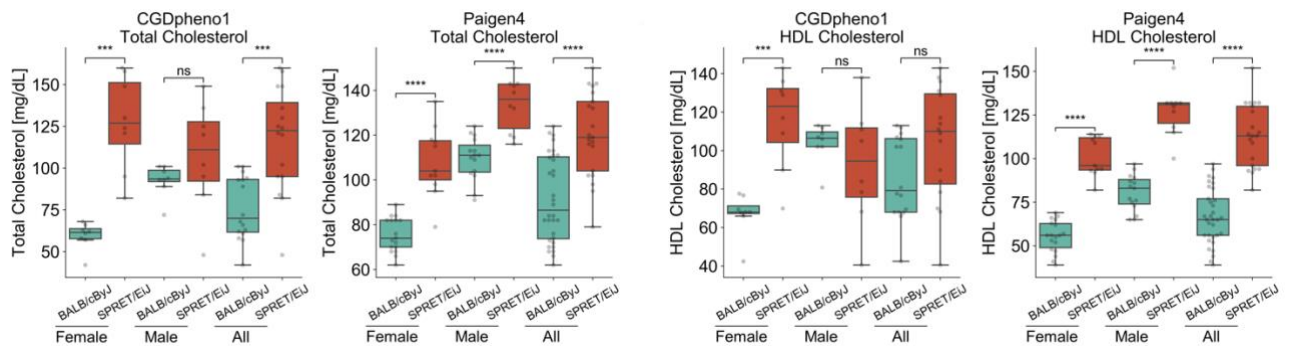 CGDpheno1
Total Cholesterol
Total Cholesterol [mg/dL]
150
125
100
75
50
***
ns
***
BALB/cByJ
SPRET/EiJ
BALB/cByJ
SPRET/EiJ
BALB/cByJ
SPRET/EiJ
Female
Male
All
Paigen4
Total Cholesterol
Total Cholesterol [mg/dL]
140
120
100
80
60
****
****
****
BALB/cByJ
SPRET/EiJ
BALB/cByJ
SPRET/EiJ
BALB/cByJ
SPRET/EiJ
Female
Male
All
CGDpheno1
HDL Cholesterol
HDL Cholesterol [mg/dL]
140
120
100
80
60
40
***
ns
ns
BALB/cByJ
SPRET/EiJ
BALB/cByJ
SPRET/EiJ
BALB/cByJ
SPRET/EiJ
Female
Male
All
Paigen4
HDL Cholesterol
HDL Cholesterol [mg/dL]
150
125
100
75
50
****
****
****
BALB/cByJ
SPRET/EiJ
BALB/cByJ
SPRET/EiJ
BALB/cByJ
SPRET/EiJ
Female
Male
All